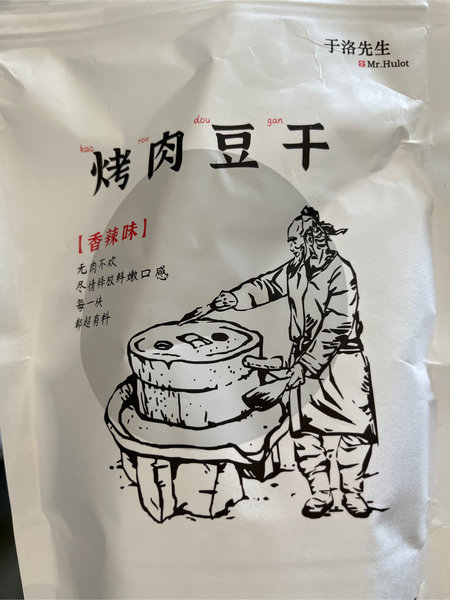 于洛先生
Mr.Hulot
kao rou dou gan
烤肉豆干
【香辣味】
无肉不欢
尽情释放鲜嫩口感
每一块
都超有料